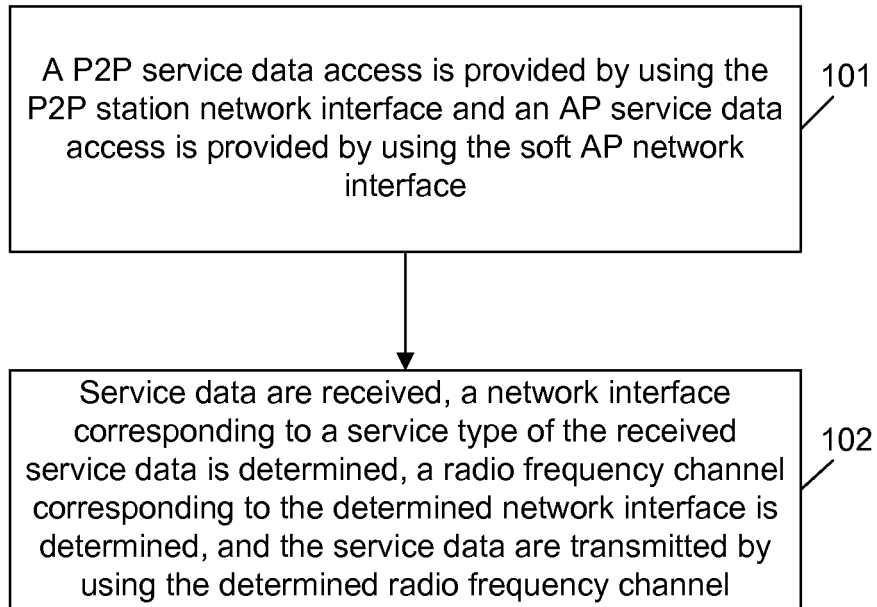 A P2P service data access is provided by using the
P2P station network interface and an AP service data
access is provided by using the soft AP network
interface
101
Service data are received, a network interface
corresponding to a service type of the received
service data is determined, a radio frequency channel
corresponding to the determined network interface is
determined, and the service data are transmitted by
using the determined radio frequency channel
102